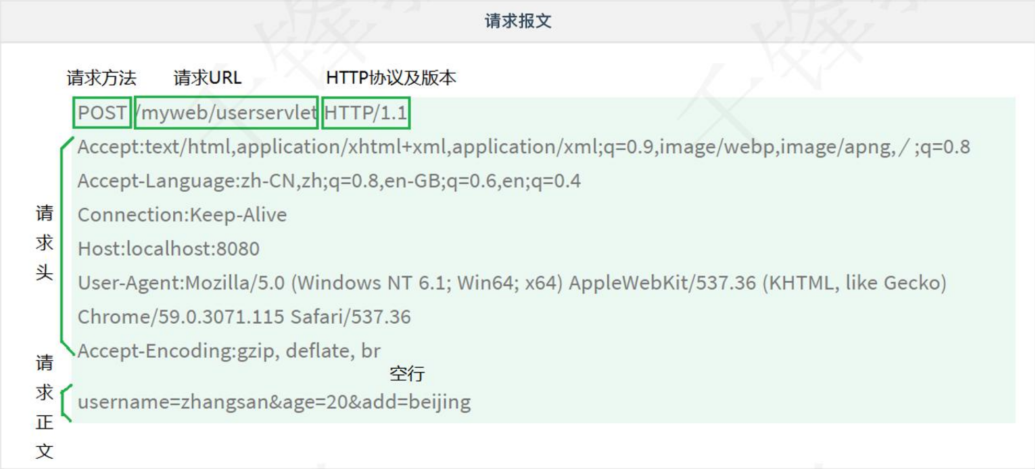 请求报文
请求方法 请求URL HTTP协议及版本
POST /myweb/userservlet HTTP/1.1
Accept:text/html,application/xhtml+xml,application/xml;q=0.9,image/webp,image/apng,/;q=0.8
Accept-Language:zh-CN,zh;q=0.8,en-GB;q=0.6,en;q=0.4
Connection:Keep-Alive
Host:localhost:8080
User-Agent:Mozilla/5.0 (Windows NT 6.1; Win64; x64) AppleWebKit/537.36 (KHTML, like Gecko)
Chrome/59.0.3071.115 Safari/537.36
Accept-Encoding:gzip, deflate, br
请求头
空行
username=zhangsan&age=20&add=beijing
请求正文
千锋
千锋